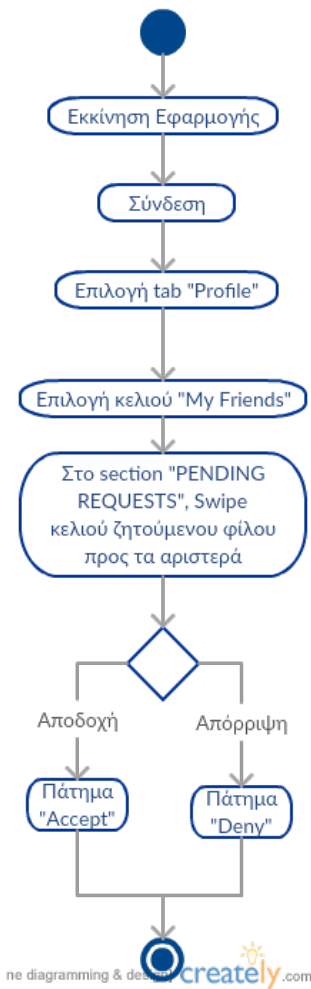 Εκκίνηση Εφαρμογής
Σύνδεση
Επιλογή tab "Profile"
Επιλογή κελιού "My Friends"
Στο section "PENDING
REQUESTS", Swipe
κελιού ζητούμενου φίλου
προς τα αριστερά
Αποδοχή
Απόρριψη
Πάτημα
"Accept"
Πάτημα
"Deny"
ne diagramming & design
creately.com